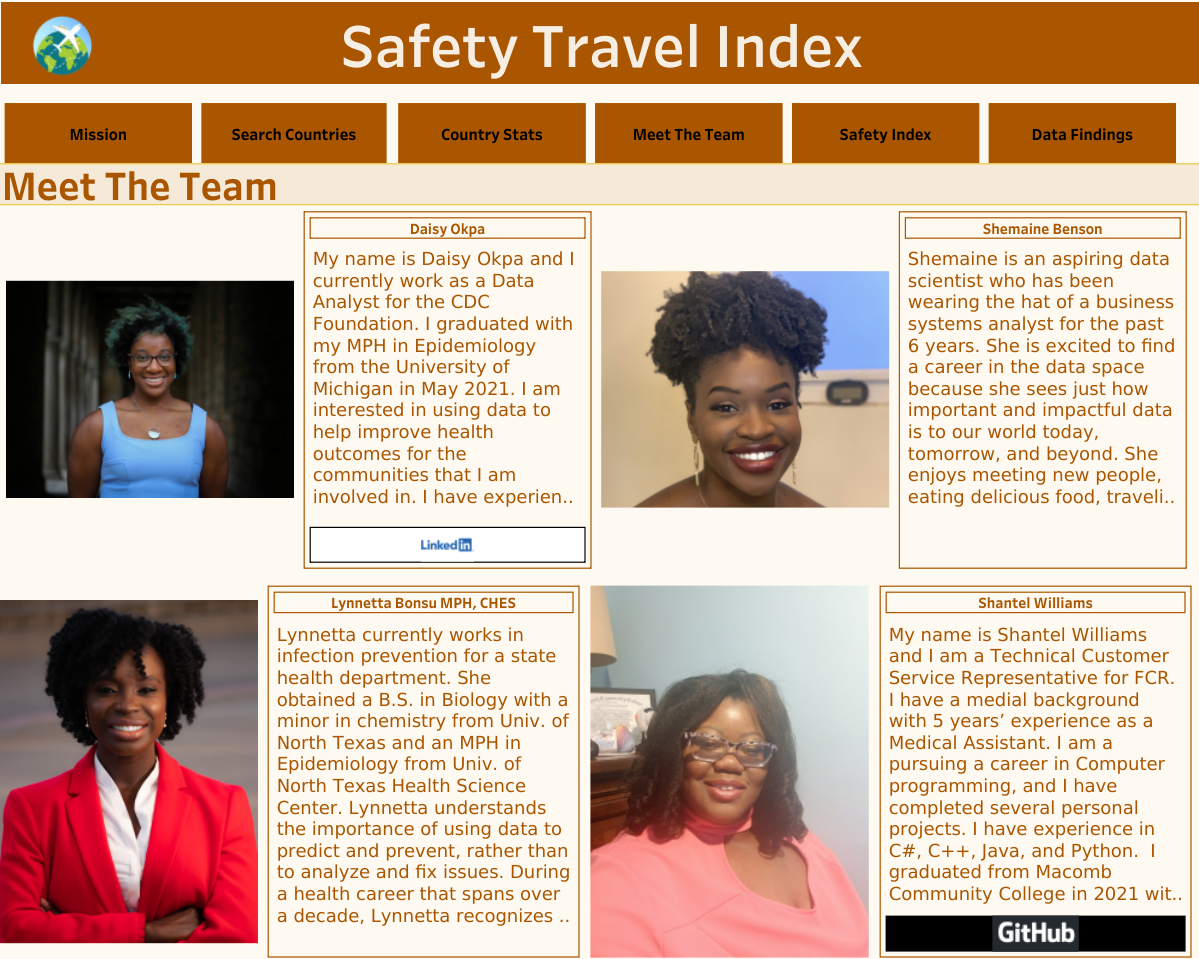 Safety Travel Index
Mission
Search Countries
Country Stats
Meet The Team
Safety Index
Data Findings
Meet The Team
Daisy Okpa
My name is Daisy Okpa and I
currently work as a Data
Analyst for the CDC
Foundation. I graduated with
my MPH in Epidemiology
from the University of
Michigan in May 2021. I am
interested in using data to
help improve health
outcomes for the
communities that I am
involved in. I have experien..
LinkedIn
Shemaine Benson
Shemaine is an aspiring data
scientist who has been
wearing the hat of a business
systems analyst for the past
6 years. She is excited to find
a career in the data space
because she sees just how
important and impactful data
is to our world today,
tomorrow, and beyond. She
enjoys meeting new people,
eating delicious food, traveli..
Lynnetta Bonsu MPH, CHES
Lynnetta currently works in
infection prevention for a state
health department. She
obtained a B.S. in Biology with a
minor in chemistry from Univ. of
North Texas and an MPH in
Epidemiology from Univ. of
North Texas Health Science
Center. Lynnetta understands
the importance of using data to
predict and prevent, rather than
to analyze and fix issues. During
a health career that spans over
a decade, Lynnetta recognizes ..
Shantel Williams
My name is Shantel Williams
and I am a Technical Customer
Service Representative for FCR.
I have a medial background
with 5 years’ experience as a
Medical Assistant. I am a
pursuing a career in Computer
programming, and I have
completed several personal
projects. I have experience in
C#, C++, Java, and Python.  I
graduated from Macomb
Community College in 2021 wit..
GitHub